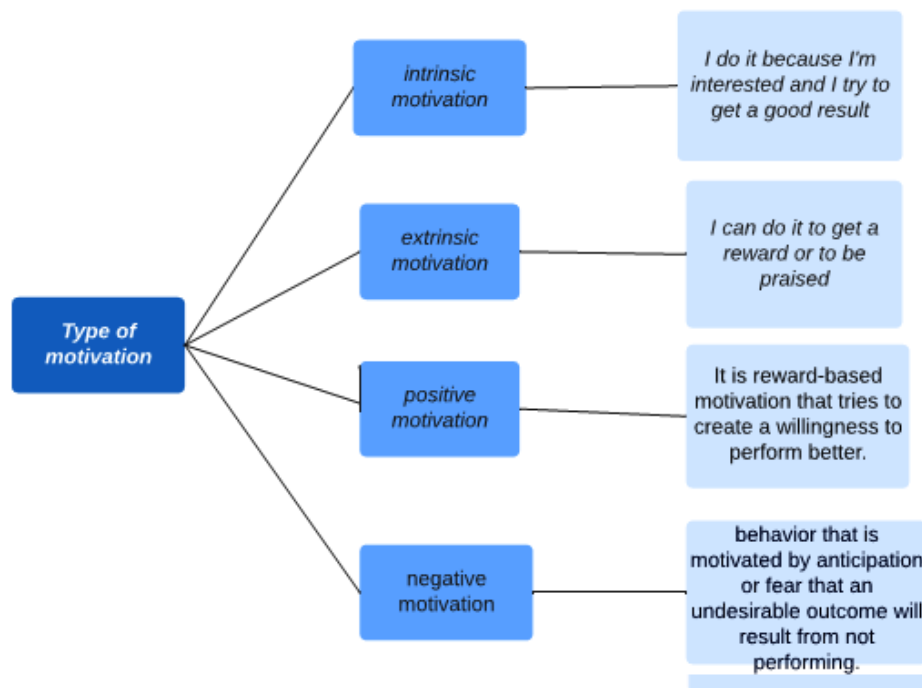 intrinsic
motivation
I do it because I'm
interested and I try to
get a good result
extrinsic
motivation
I can do it to get a
reward or to be
praised
Type of
motivation
positive
motivation
It is reward-based
motivation that tries to
create a willingness to
perform better.
negative
motivation
behavior that is
motivated by anticipation
or fear that an
undesirable outcome will
result from not
performing.